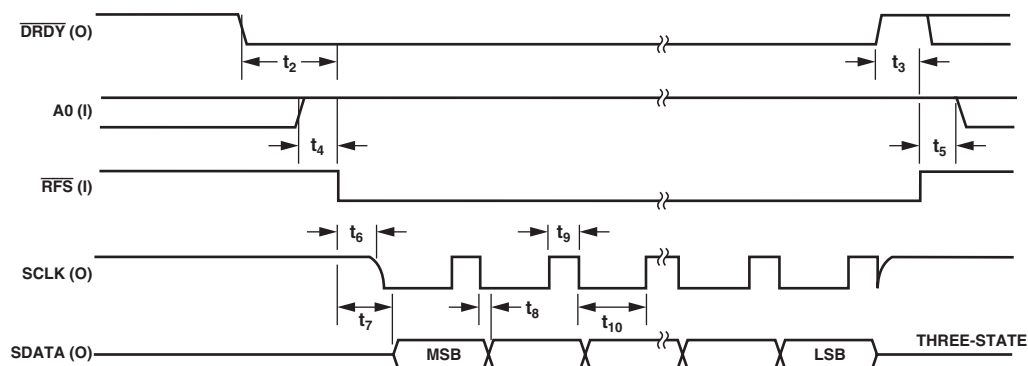 DRDY (O)
t2
t3
A0 (I)
t4
t5
RFS (I)
t6
t9
SCLK (O)
t7
t8
t10
THREE-STATE
SDATA (O)
MSB
LSB